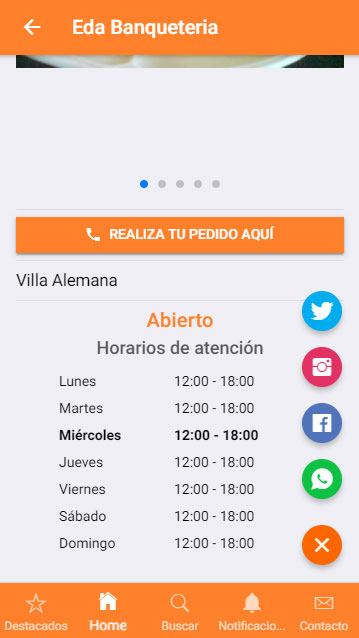 Eda Banqueteria
REALIZA TU PEDIDO AQUÍ
Villa Alemana
Abierto
Horarios de atención
Lunes 12:00 - 18:00
Martes 12:00 - 18:00
Miércoles 12:00 - 18:00
Jueves 12:00 - 18:00
Viernes 12:00 - 18:00
Sábado 12:00 - 18:00
Domingo 12:00 - 18:00
Destacados Home Buscar Notificacio... Contacto